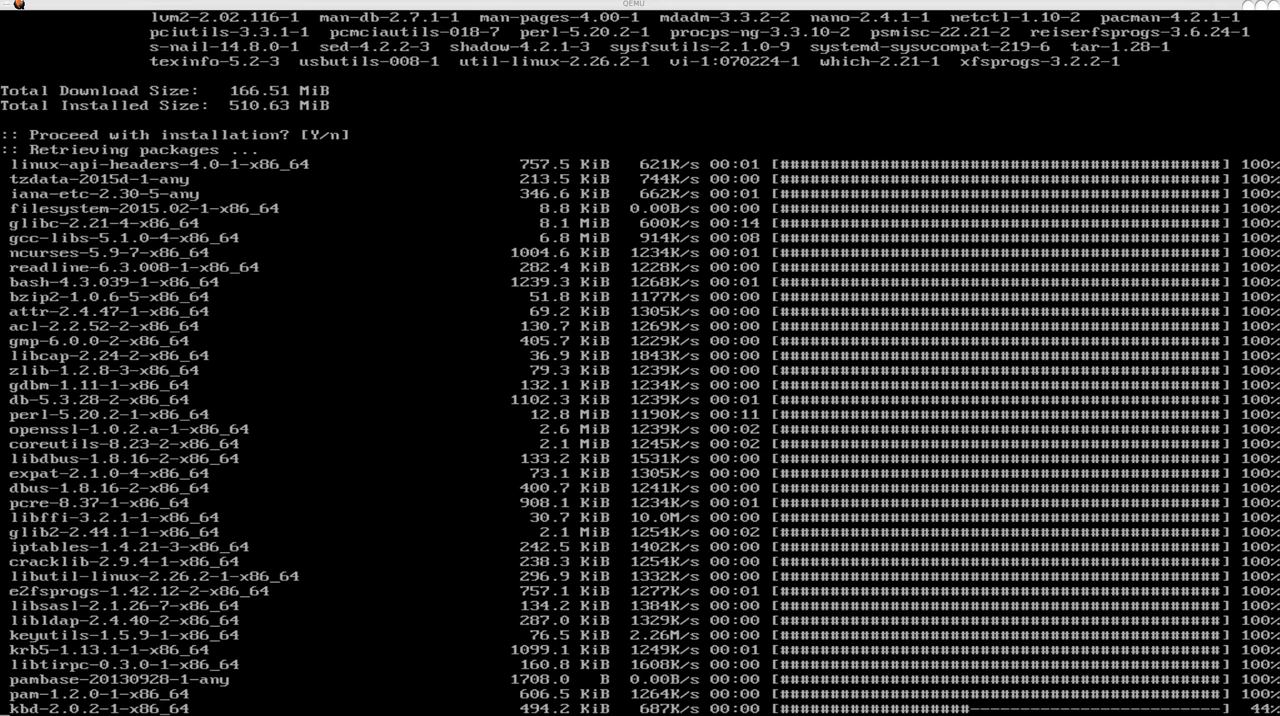 QEMU
lvm2-2.02.116-1 man-db-2.7.1-1 man-pages-4.00-1 mdadm-3.3.2-2 nano-2.4.1-1 netctl-1.10-2 pacman-4.2.1-1
pciutils-3.3.1-1 pcmciautils-018-7 perl-5.20.2-1 procps-ng-3.3.10-2 psmisc-22.21-2 reiserfsprogs-3.6.24-1
s-nail-14.8.0-1 sed-4.2.2-3 shadow-4.2.1-3 sysfsutils-2.1.0-9 systemd-sysvcompat-219-6 tar-1.28-1
texinfo-5.2-3 usbutils-008-1 util-linux-2.26.2-1 vi-1:070224-1 which-2.21-1 xfsprogs-3.2.2-1
Total Download Size: 166.51 MiB
Total Installed Size: 510.63 MiB
:: Proceed with installation? [Y/n]
:: Retrieving packages ...
linux-api-headers-4.0-1-x86_64 757.5 KiB 621K/s 00:01 [############################################] 100%
tzdata-2015d-1-any 213.5 KiB 744K/s 00:00 [############################################] 100%
iana-etc-2.30-5-any 346.6 KiB 662K/s 00:01 [############################################] 100%
filesystem-2015.02-1-x86_64 8.8 KiB 0.00B/s 00:00 [############################################] 100%
glibc-2.21-4-x86_64 8.1 MiB 600K/s 00:14 [############################################] 100%
gcc-libs-5.1.0-4-x86_64 6.8 MiB 914K/s 00:08 [############################################] 100%
ncurses-5.9-7-x86_64 1004.6 KiB 1234K/s 00:01 [############################################] 100%
readline-6.3.008-1-x86_64 282.4 KiB 1228K/s 00:00 [############################################] 100%
bash-4.3.039-1-x86_64 1239.3 KiB 1268K/s 00:01 [############################################] 100%
bzip2-1.0.6-5-x86_64 51.8 KiB 1177K/s 00:00 [############################################] 100%
attr-2.4.47-1-x86_64 69.2 KiB 1305K/s 00:00 [############################################] 100%
acl-2.2.52-2-x86_64 130.7 KiB 1269K/s 00:00 [############################################] 100%
gmp-6.0.0-2-x86_64 405.7 KiB 1229K/s 00:00 [############################################] 100%
libcap-2.24-2-x86_64 36.9 KiB 1843K/s 00:00 [############################################] 100%
zlib-1.2.8-3-x86_64 79.3 KiB 1239K/s 00:00 [############################################] 100%
gdbm-1.11-1-x86_64 132.1 KiB 1234K/s 00:00 [############################################] 100%
db-5.3.28-2-x86_64 1102.3 KiB 1239K/s 00:01 [############################################] 100%
perl-5.20.2-1-x86_64 12.8 MiB 1190K/s 00:11 [############################################] 100%
openssl-1.0.2.a-1-x86_64 2.6 MiB 1239K/s 00:02 [############################################] 100%
coreutils-8.23-2-x86_64 2.1 MiB 1245K/s 00:02 [############################################] 100%
libdbus-1.8.16-2-x86_64 133.2 KiB 1531K/s 00:00 [############################################] 100%
expat-2.1.0-4-x86_64 73.1 KiB 1305K/s 00:00 [############################################] 100%
dbus-1.8.16-2-x86_64 400.7 KiB 1241K/s 00:00 [############################################] 100%
pcre-8.37-1-x86_64 908.1 KiB 1234K/s 00:01 [############################################] 100%
libffi-3.2.1-1-x86_64 30.7 KiB 10.0M/s 00:00 [############################################] 100%
glib2-2.44.1-1-x86_64 2.1 MiB 1254K/s 00:02 [############################################] 100%
iptables-1.4.21-3-x86_64 242.5 KiB 1402K/s 00:00 [############################################] 100%
cracklib-2.9.4-1-x86_64 238.3 KiB 1254K/s 00:00 [############################################] 100%
libutil-linux-2.26.2-1-x86_64 296.9 KiB 1332K/s 00:00 [############################################] 100%
e2fsprogs-1.42.12-2-x86_64 757.1 KiB 1277K/s 00:01 [############################################] 100%
libsasl-2.1.26-7-x86_64 134.2 KiB 1384K/s 00:00 [############################################] 100%
libldap-2.4.40-2-x86_64 287.0 KiB 1329K/s 00:00 [############################################] 100%
keyutils-1.5.9-1-x86_64 76.5 KiB 2.26M/s 00:00 [############################################] 100%
krb5-1.13.1-1-x86_64 1099.1 KiB 1249K/s 00:01 [############################################] 100%
libtirpc-0.3.0-1-x86_64 160.8 KiB 1608K/s 00:00 [############################################] 100%
pambase-20130928-1-any 1708.0 B 0.00B/s 00:00 [############################################] 100%
pam-1.2.0-1-x86_64 606.5 KiB 1264K/s 00:00 [############################################] 100%
kbd-2.0.2-1-x86_64 494.2 KiB 687K/s 00:00 [###################-------------------------] 44%